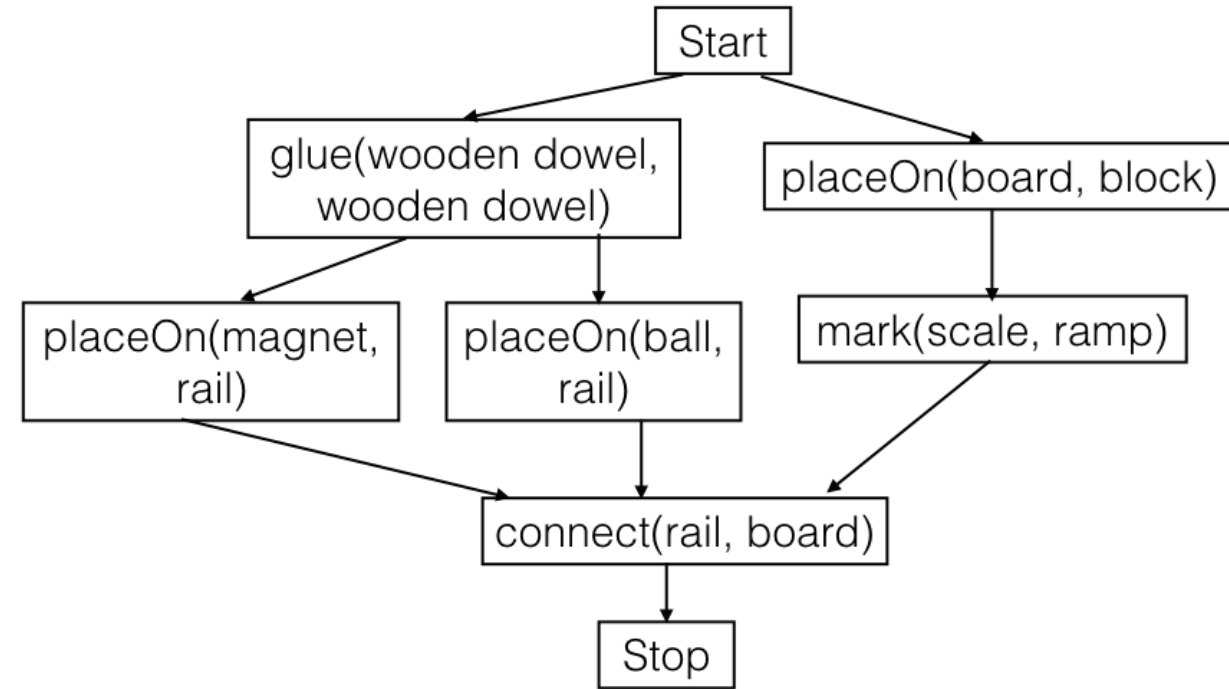 Start
glue(wooden dowel,
wooden dowel)
placeOn(board, block)
placeOn(magnet,
rail)
placeOn(ball,
rail)
mark(scale, ramp)
connect(rail, board)
Stop